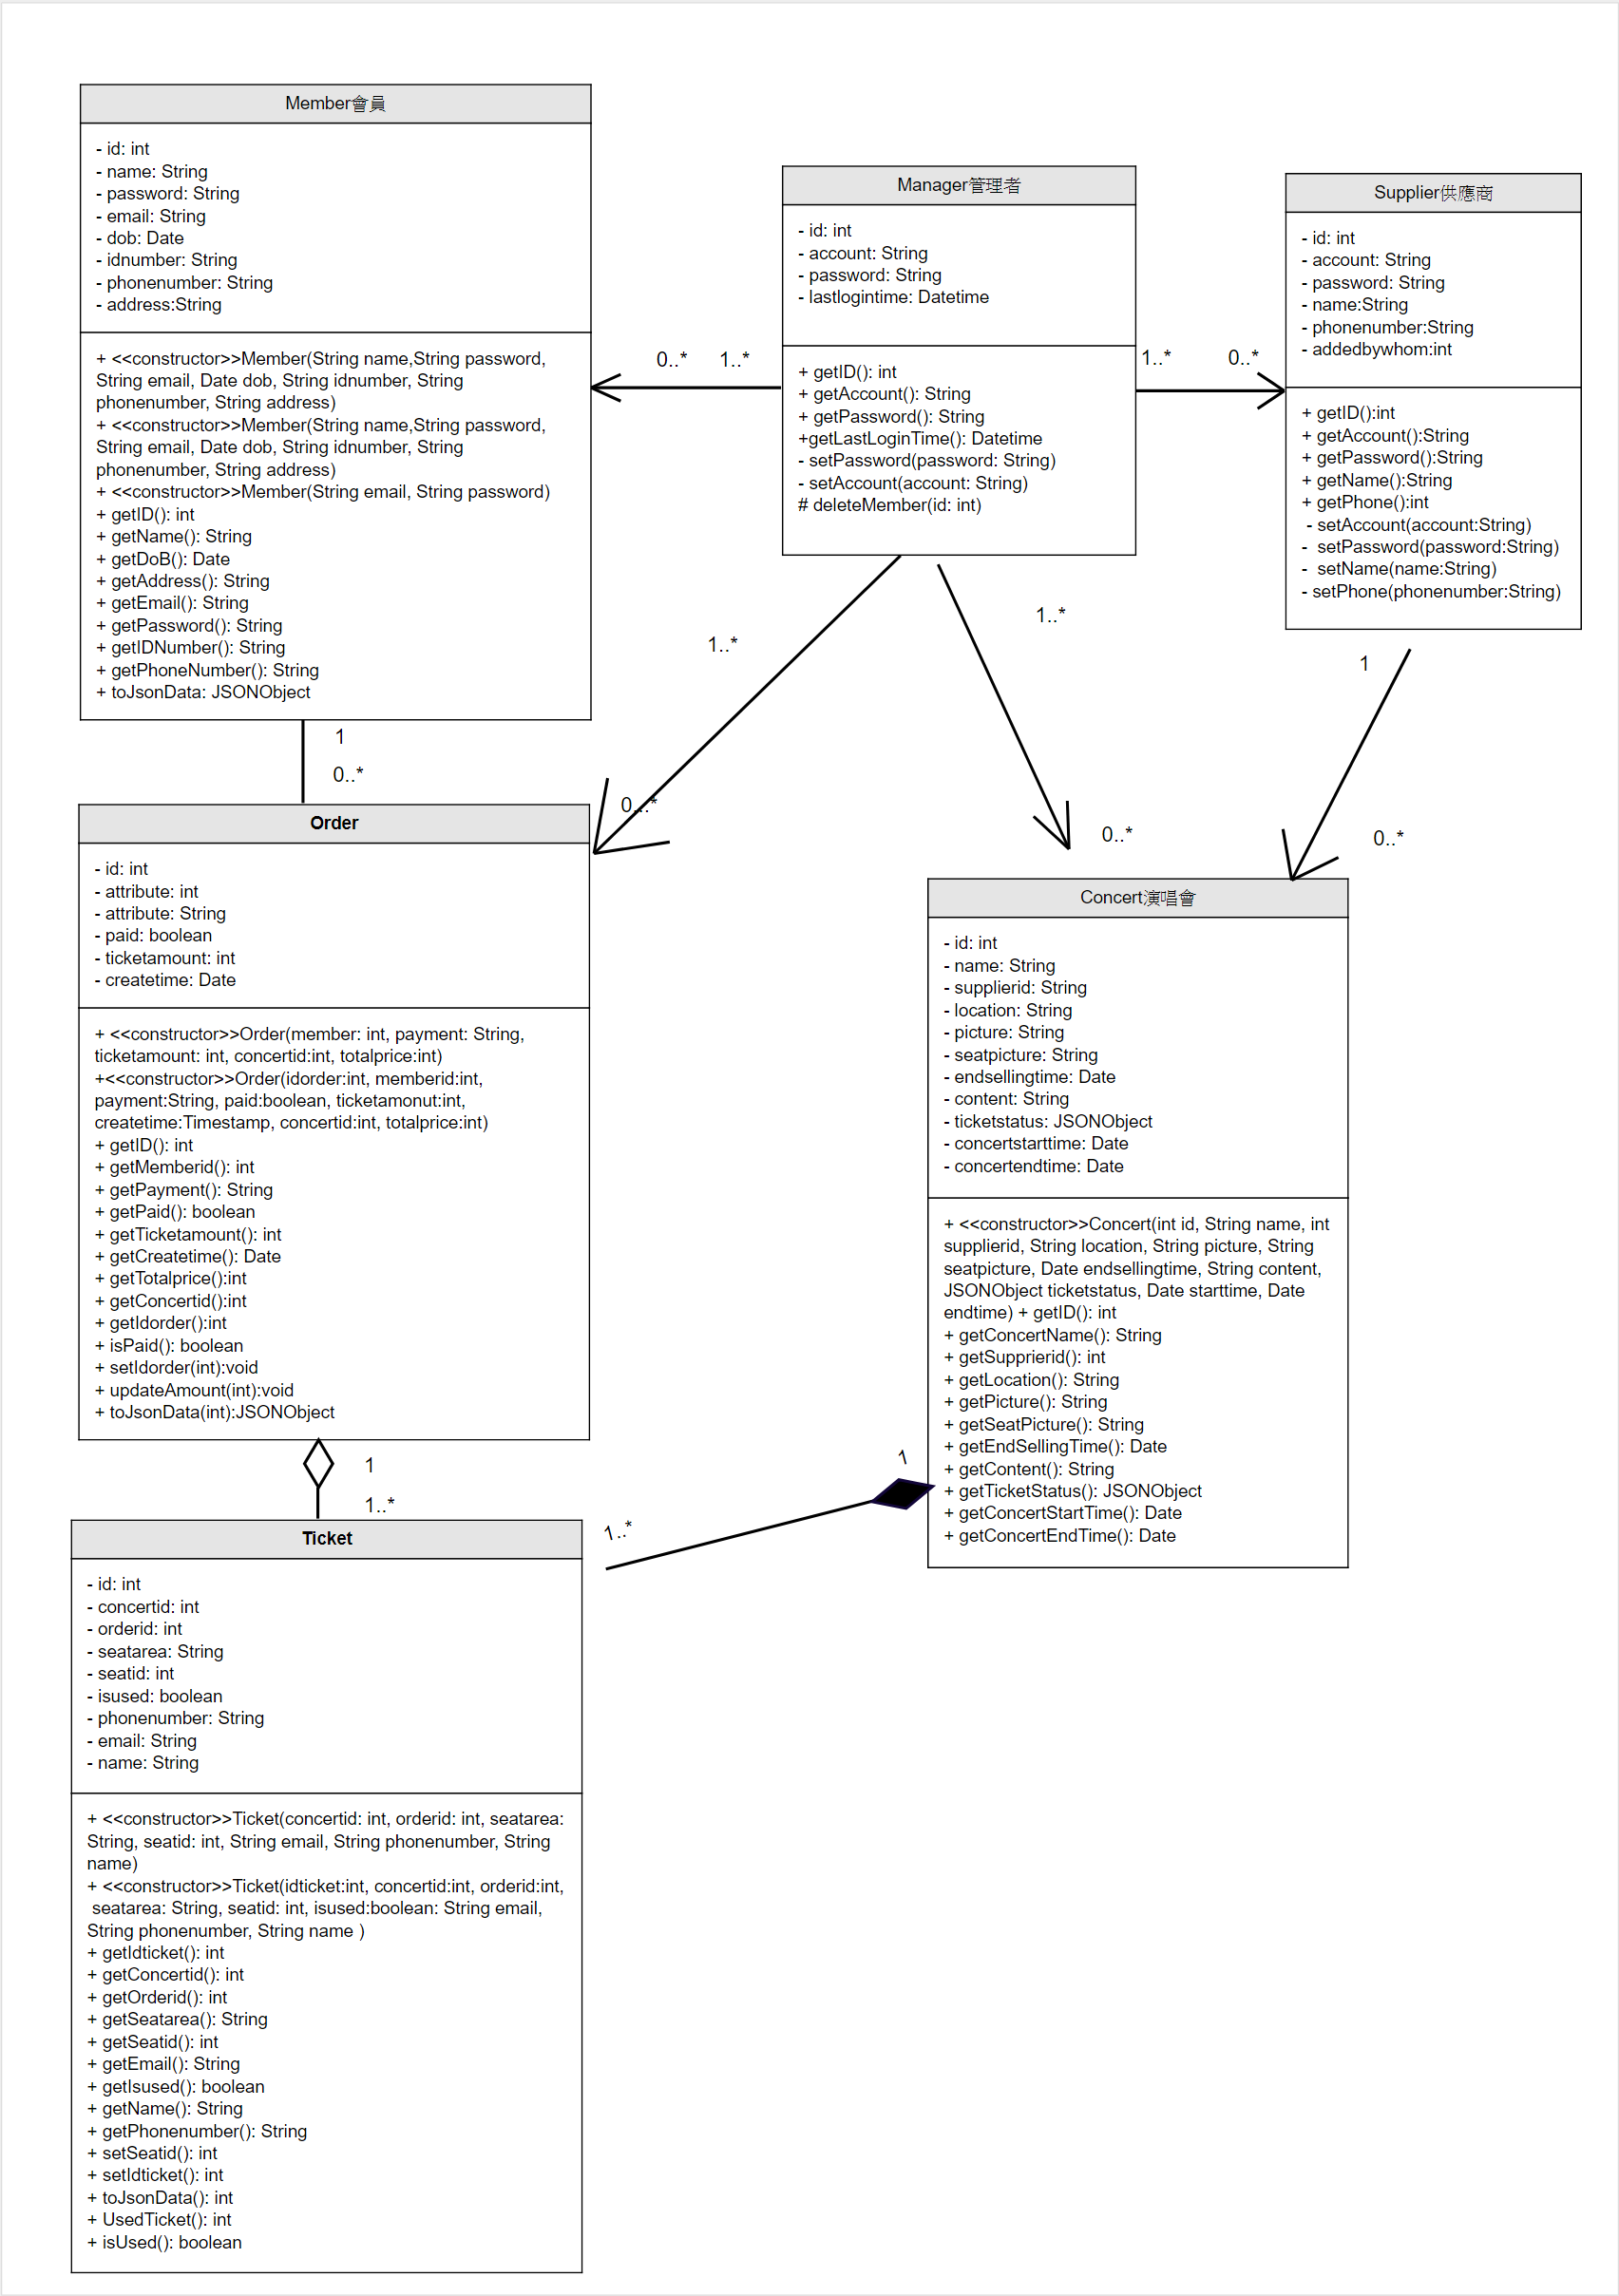 Member會員
- id: int
- name: String
- password: String
- email: String
- dob: Date
- idnumber: String
- phonenumber: String
- address:String
+ <<constructor>>Member(String name,String password,
String email, Date dob, String idnumber, String
phonenumber, String address)
+ <<constructor>>Member(String name,String password,
String email, Date dob, String idnumber, String
phonenumber, String address)
+ <<constructor>>Member(String email, String password)
+ getID(): int
+ getName(): String
+ getDoB(): Date
+ getAddress(): String
+ getEmail(): String
+ getPassword(): String
+ getIDNumber(): String
+ getPhoneNumber(): String
+ toJsonData: JSONObject
0..*
1..*
Manager管理者
- id: int
- account: String
- password: String
- lastlogintime: Datetime
+ getID(): int
+ getAccount(): String
+ getPassword(): String
+getLastLoginTime(): Datetime
- setPassword(password: String)
- setAccount(account: String)
# deleteMember(id: int)
1..*
0..*
Supplier供應商
- id: int
- account: String
- password: String
- name:String
- phonenumber:String
- addedbywhom:int
+ getID():int
+ getAccount():String
+ getPassword():String
+ getName():String
+ getPhone():int
- setAccount(account:String)
- setPassword(password:String)
- setName(name:String)
- setPhone(phonenumber:String)
1..*
0...*
1..*
0..*
1
0..*
1
0..*
Order
- id: int
- attribute: int
- attribute: String
- paid: boolean
- ticketamount: int
- createtime: Date
+ <<constructor>>Order(member: int, payment: String,
ticketamount: int, concertid:int, totalprice:int)
+<<constructor>>Order(idorder:int, memberid:int,
payment:String, paid:boolean, ticketamonut:int,
createtime:Timestamp, concertid:int, totalprice:int)
+ getID(): int
+ getMemberid(): int
+ getPayment(): String
+ getPaid(): boolean
+ getTicketamount(): int
+ getCreatetime(): Date
+ getTotalprice():int
+ getConcertid():int
+ getIdorder():int
+ isPaid(): boolean
+ setIdorder(int):void
+ updateAmount(int):void
+ toJsonData(int):JSONObject
Concert演唱會
- id: int
- name: String
- supplierid: String
- location: String
- picture: String
- seatpicture: String
- endsellingtime: Date
- content: String
- ticketstatus: JSONObject
- concertstarttime: Date
- concertendtime: Date
+ <<constructor>>Concert(int id, String name, int
supplierid, String location, String picture, String
seatpicture, Date endsellingtime, String content,
JSONObject ticketstatus, Date starttime, Date
endtime) + getID(): int
+ getConcertName(): String
+ getSupprierid(): int
+ getLocation(): String
+ getPicture(): String
+ getSeatPicture(): String
+ getEndSellingTime(): Date
+ getContent(): String
+ getTicketStatus(): JSONObject
+ getConcertStartTime(): Date
+ getConcertEndTime(): Date
1
1..*
1
1..*
Ticket
- id: int
- concertid: int
- orderid: int
- seatarea: String
- seatid: int
- isused: boolean
- phonenumber: String
- email: String
- name: String
+ <<constructor>>Ticket(concertid: int, orderid: int, seatarea:
String, seatid: int, String email, String phonenumber, String
name)
+ <<constructor>>Ticket(idticket:int, concertid:int, orderid:int,
seatarea: String, seatid: int, isused:boolean: String email,
String phonenumber, String name )
+ getIdticket(): int
+ getConcertid(): int
+ getOrderid(): int
+ getSeatarea(): String
+ getSeatid(): int
+ getEmail(): String
+ getIsused(): boolean
+ getName(): String
+ getPhonenumber(): String
+ setSeatid(): int
+ setIdticket(): int
+ toJsonData(): int
+ UsedTicket(): int
+ isUsed(): boolean